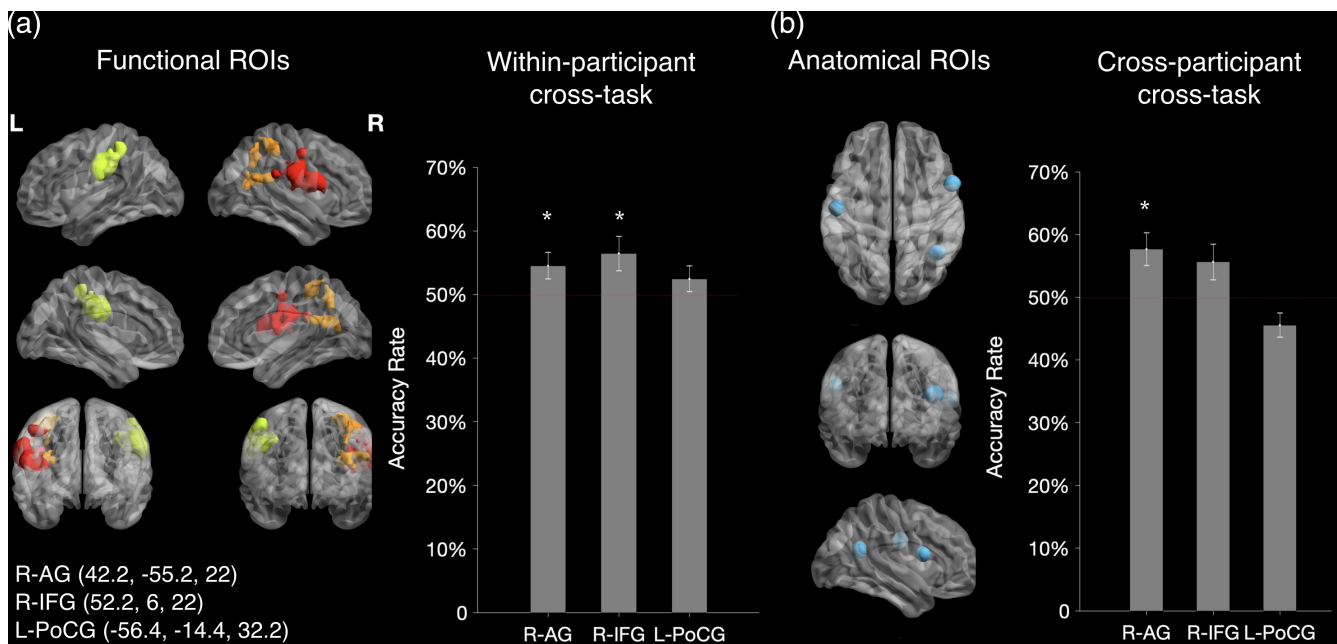 (a)
Functional ROIs
L
R
R-AG (42.2, -55.2, 22)
R-IFG (52.2, 6, 22)
L-PoCG (-56.4, -14.4, 32.2)
Within-participant
cross-task
Accuracy Rate
70%
60%
50%
40%
30%
20%
10%
0
*
*
R-AG
R-IFG
L-PoCG
(b)
Anatomical ROIs
Cross-participant
cross-task
Accuracy Rate
70%
60%
50%
40%
30%
20%
10%
0
*
R-AG
R-IFG
L-PoCG